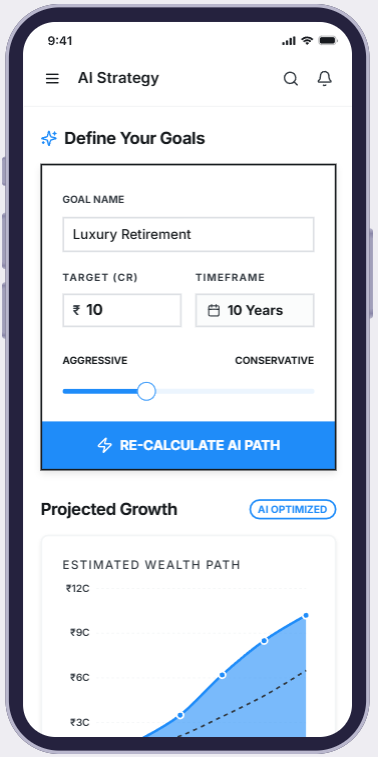 9:41
AI Strategy
Define Your Goals
GOAL NAME
Luxury Retirement
TARGET (CR) TIMEFRAME
₹ 10 10 Years
AGGRESSIVE CONSERVATIVE
RE-CALCULATE AI PATH
Projected Growth AI OPTIMIZED
ESTIMATED WEALTH PATH
₹12C
₹9C
₹6C
₹3C